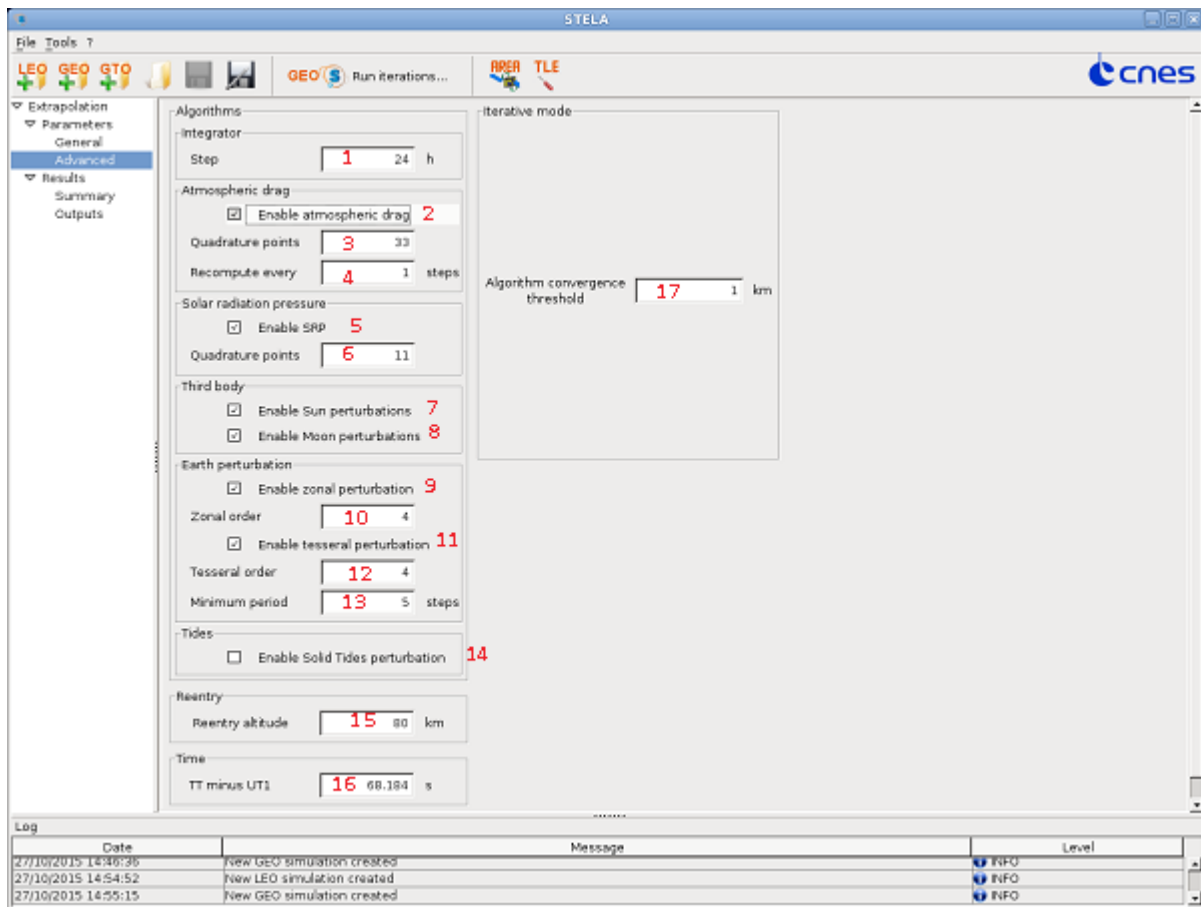 STELA
File Tools ?
LEO GEO GTO GEO S Run iterations... AREA TLE cnes
Extrapolation
Parameters
General
Advanced
Results
Summary
Outputs
Algorithms
Integrator
Step 1 24 h
Atmospheric drag
Enable atmospheric drag 2
Quadrature points 3 33
Recompute every 4 1 steps
Solar radiation pressure
Enable SRP 5
Quadrature points 6 11
Third body
Enable Sun perturbations 7
Enable Moon perturbations 8
Earth perturbation
Enable zonal perturbation 9
Zonal order 10 4
Enable tesseral perturbation 11
Tesseral order 12 4
Minimum period 13 5 steps
Tides
Enable Solid Tides perturbation 14
Reentry
Reentry altitude 15 80 km
Time
TT minus UT1 16 68.184 s
Iterative mode
Algorithm convergence
threshold 17 1 km
Log
Date Message Level
27/10/2015 14:46:36 New GEO simulation created INFO
27/10/2015 14:54:52 New LEO simulation created INFO
27/10/2015 14:55:15 New GEO simulation created INFO